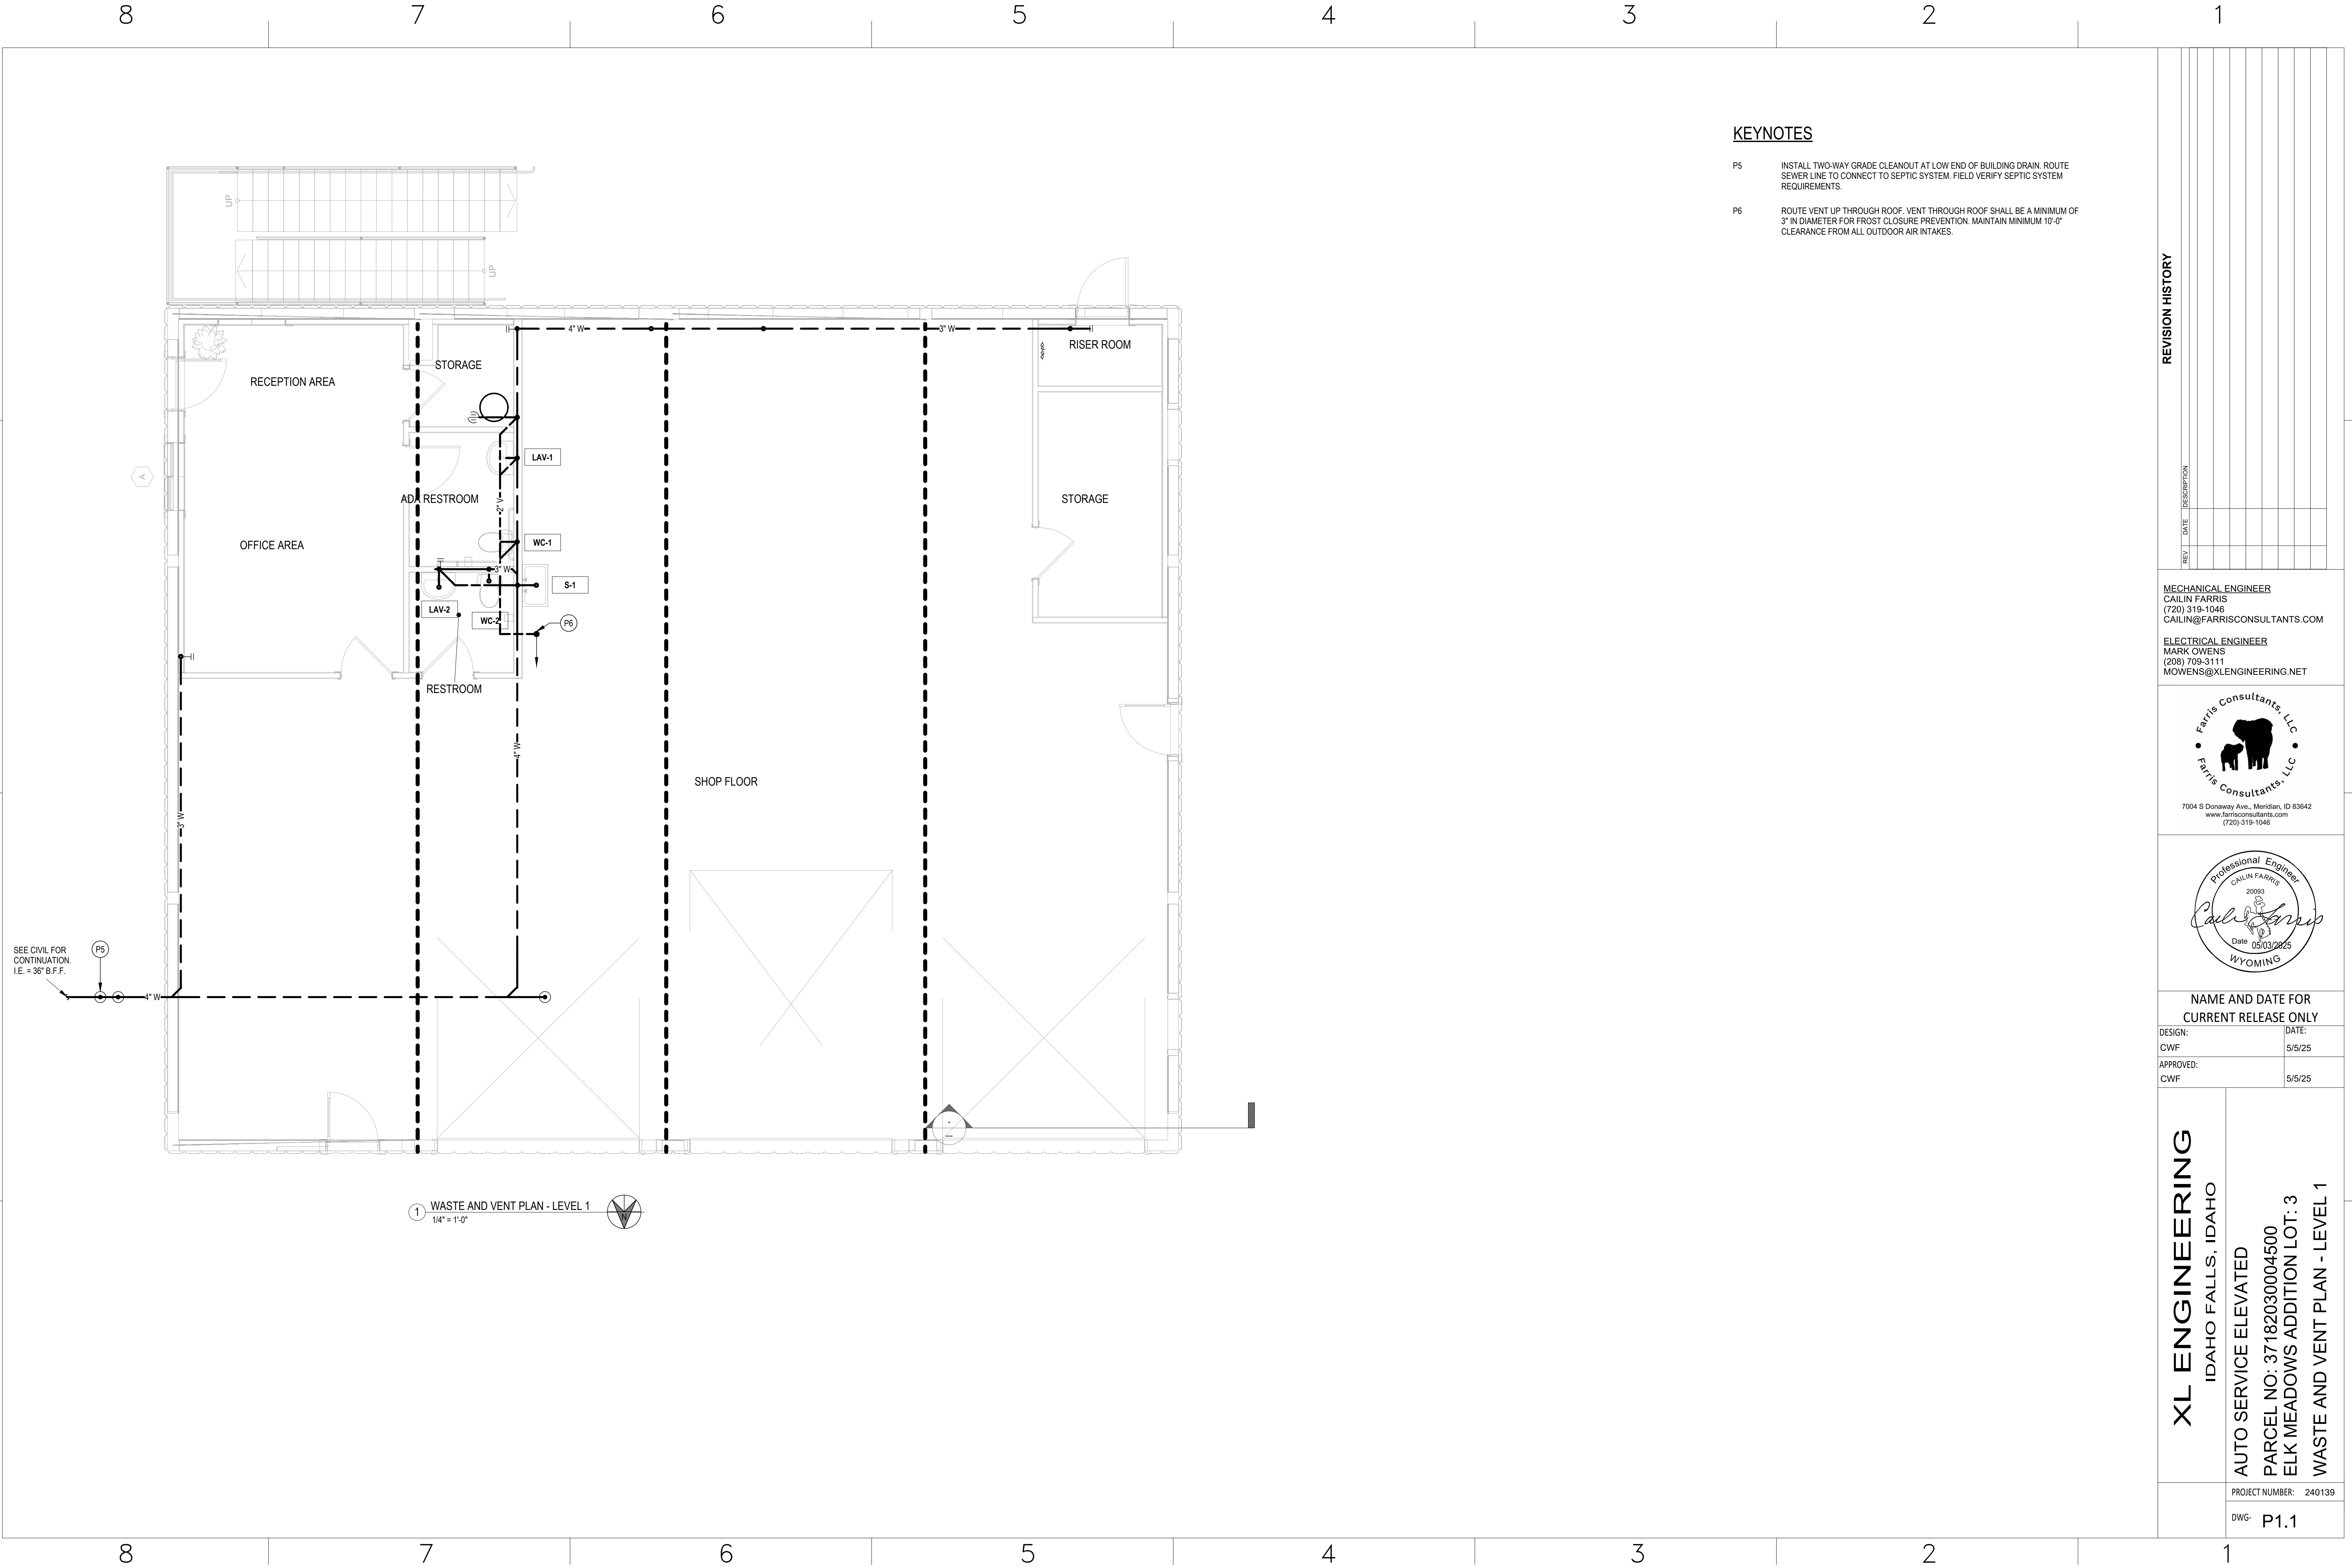 8 7 6 5 4 3 2 1
KEYNOTES
P5 INSTALL TWO-WAY GRADE CLEANOUT AT LOW END OF BUILDING DRAIN. ROUTE
SEWER LINE TO CONNECT TO SEPTIC SYSTEM. FIELD VERIFY SEPTIC SYSTEM
REQUIREMENTS.
P6 ROUTE VENT UP THROUGH ROOF. VENT THROUGH ROOF SHALL BE A MINIMUM OF
3" IN DIAMETER FOR FROST CLOSURE PREVENTION. MAINTAIN MINIMUM 10'-0"
CLEARANCE FROM ALL OUTDOOR AIR INTAKES.
UP
UP
4" W
3" W
RISER ROOM
STORAGE
RECEPTION AREA
LAV-1
A
ADA RESTROOM
2" V
STORAGE
OFFICE AREA
WC-1
3" W
S-1
LAV-2
WC-2
P6
RESTROOM
4" W
SHOP FLOOR
3" W
SEE CIVIL FOR
CONTINUATION.
I.E. = 36" B.F.F.
P5
4" W
1
WASTE AND VENT PLAN - LEVEL 1
1/4" = 1'-0"
N
REVISION HISTORY
REV DATE DESCRIPTION
MECHANICAL ENGINEER
CAILIN FARRIS
(720) 319-1046
CAILIN@FARRISCONSULTANTS.COM
ELECTRICAL ENGINEER
MARK OWENS
(208) 709-3111
MOWENS@XLENGINEERING.NET
Farris Consultants, LLC
Farris Consultants, LLC
7004 S Donaway Ave., Meridian, ID 83642
www.farrisconsultants.com
(720)-319-1046
Professional Engineer
CAILIN FARRIS
20093
Cailin Farris
Date 05/03/2025
WYOMING
NAME AND DATE FOR
CURRENT RELEASE ONLY
DESIGN: DATE:
CWF 5/5/25
APPROVED:
CWF 5/5/25
XL ENGINEERING
IDAHO FALLS, IDAHO
AUTO SERVICE ELEVATED
PARCEL NO: 37182030004500
ELK MEADOWS ADDITION LOT: 3
WASTE AND VENT PLAN - LEVEL 1
PROJECT NUMBER: 240139
DWG- P1.1
8 7 6 5 4 3 2 1